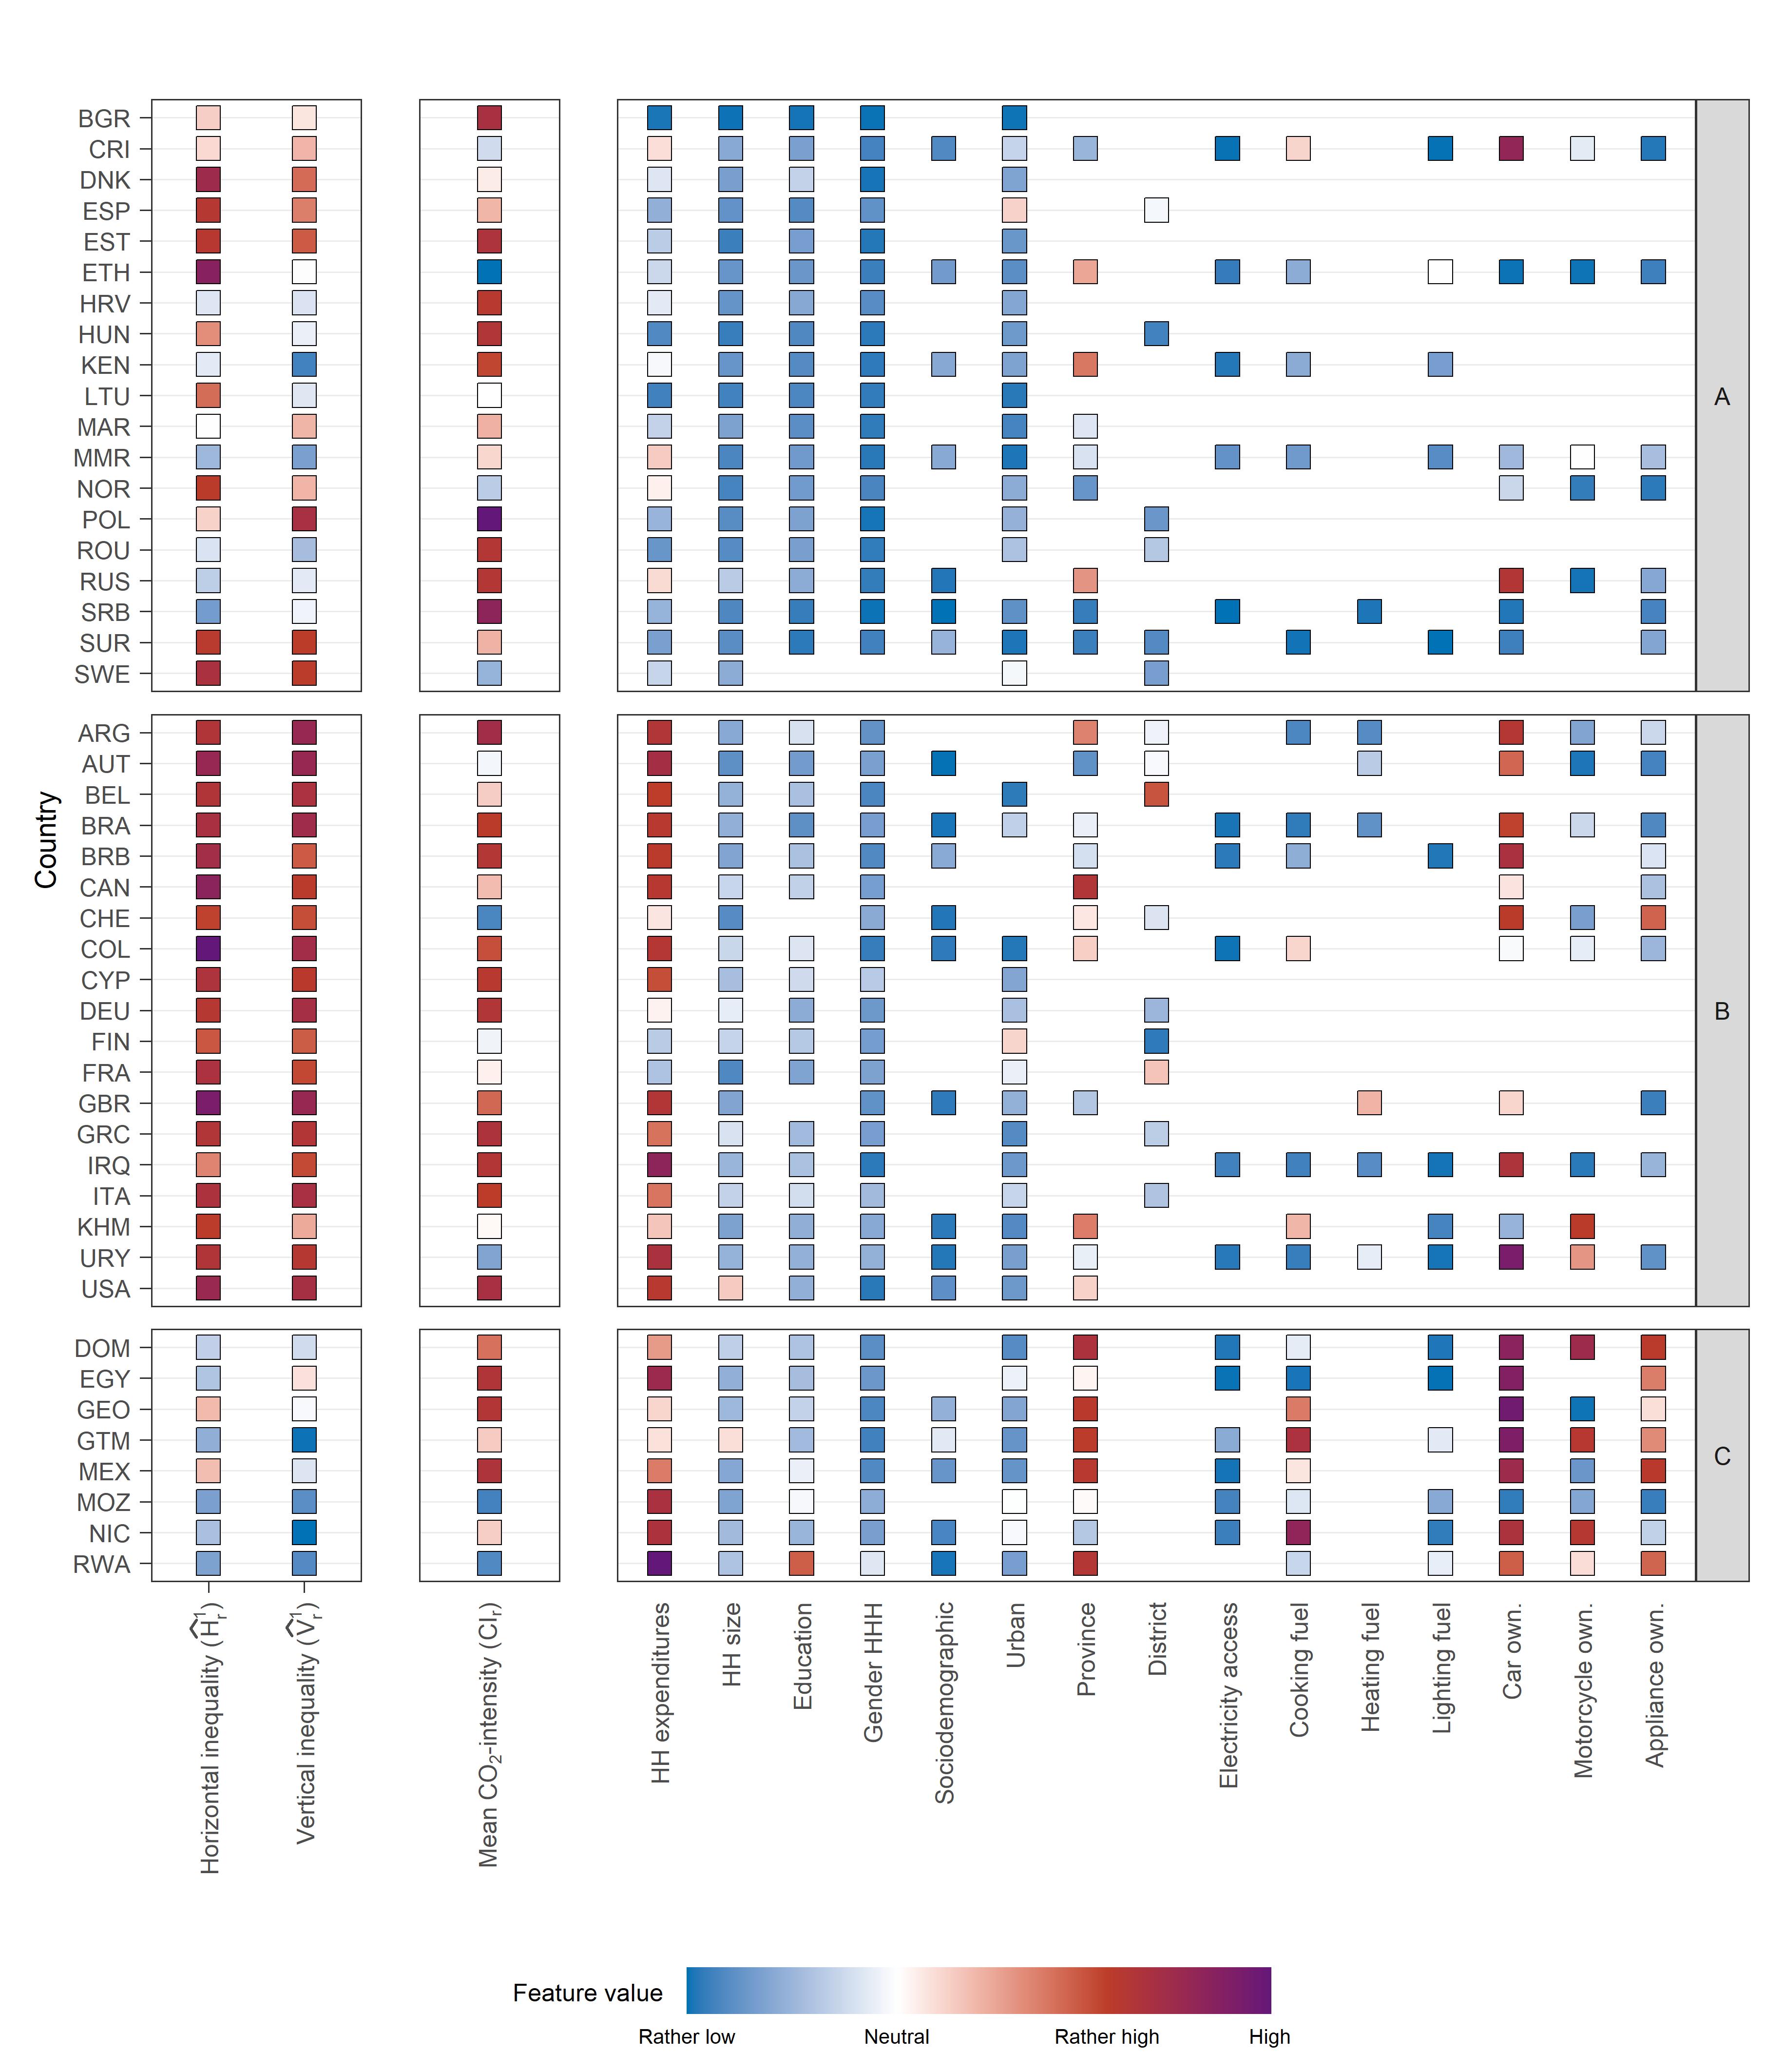 Country
BGR
CRI
DNK
ESP
EST
ETH
HRV
HUN
KEN
LTU
MAR
MMR
NOR
POL
ROU
RUS
SRB
SUR
SWE
A
ARG
AUT
BEL
BRA
BRB
CAN
CHE
COL
CYP
DEU
FIN
FRA
GBR
GRC
IRQ
ITA
KHM
URY
USA
B
DOM
EGY
GEO
GTM
MEX
MOZ
NIC
RWA
C
Horizontal inequality (Ĥ¹ᵣ)
Vertical inequality (V̂¹ᵣ)
Mean CO₂-intensity (CIᵣ)
HH expenditures
HH size
Education
Gender HHH
Sociodemographic
Urban
Province
District
Electricity access
Cooking fuel
Heating fuel
Lighting fuel
Car own.
Motorcycle own.
Appliance own.
Feature value
Rather low
Neutral
Rather high
High